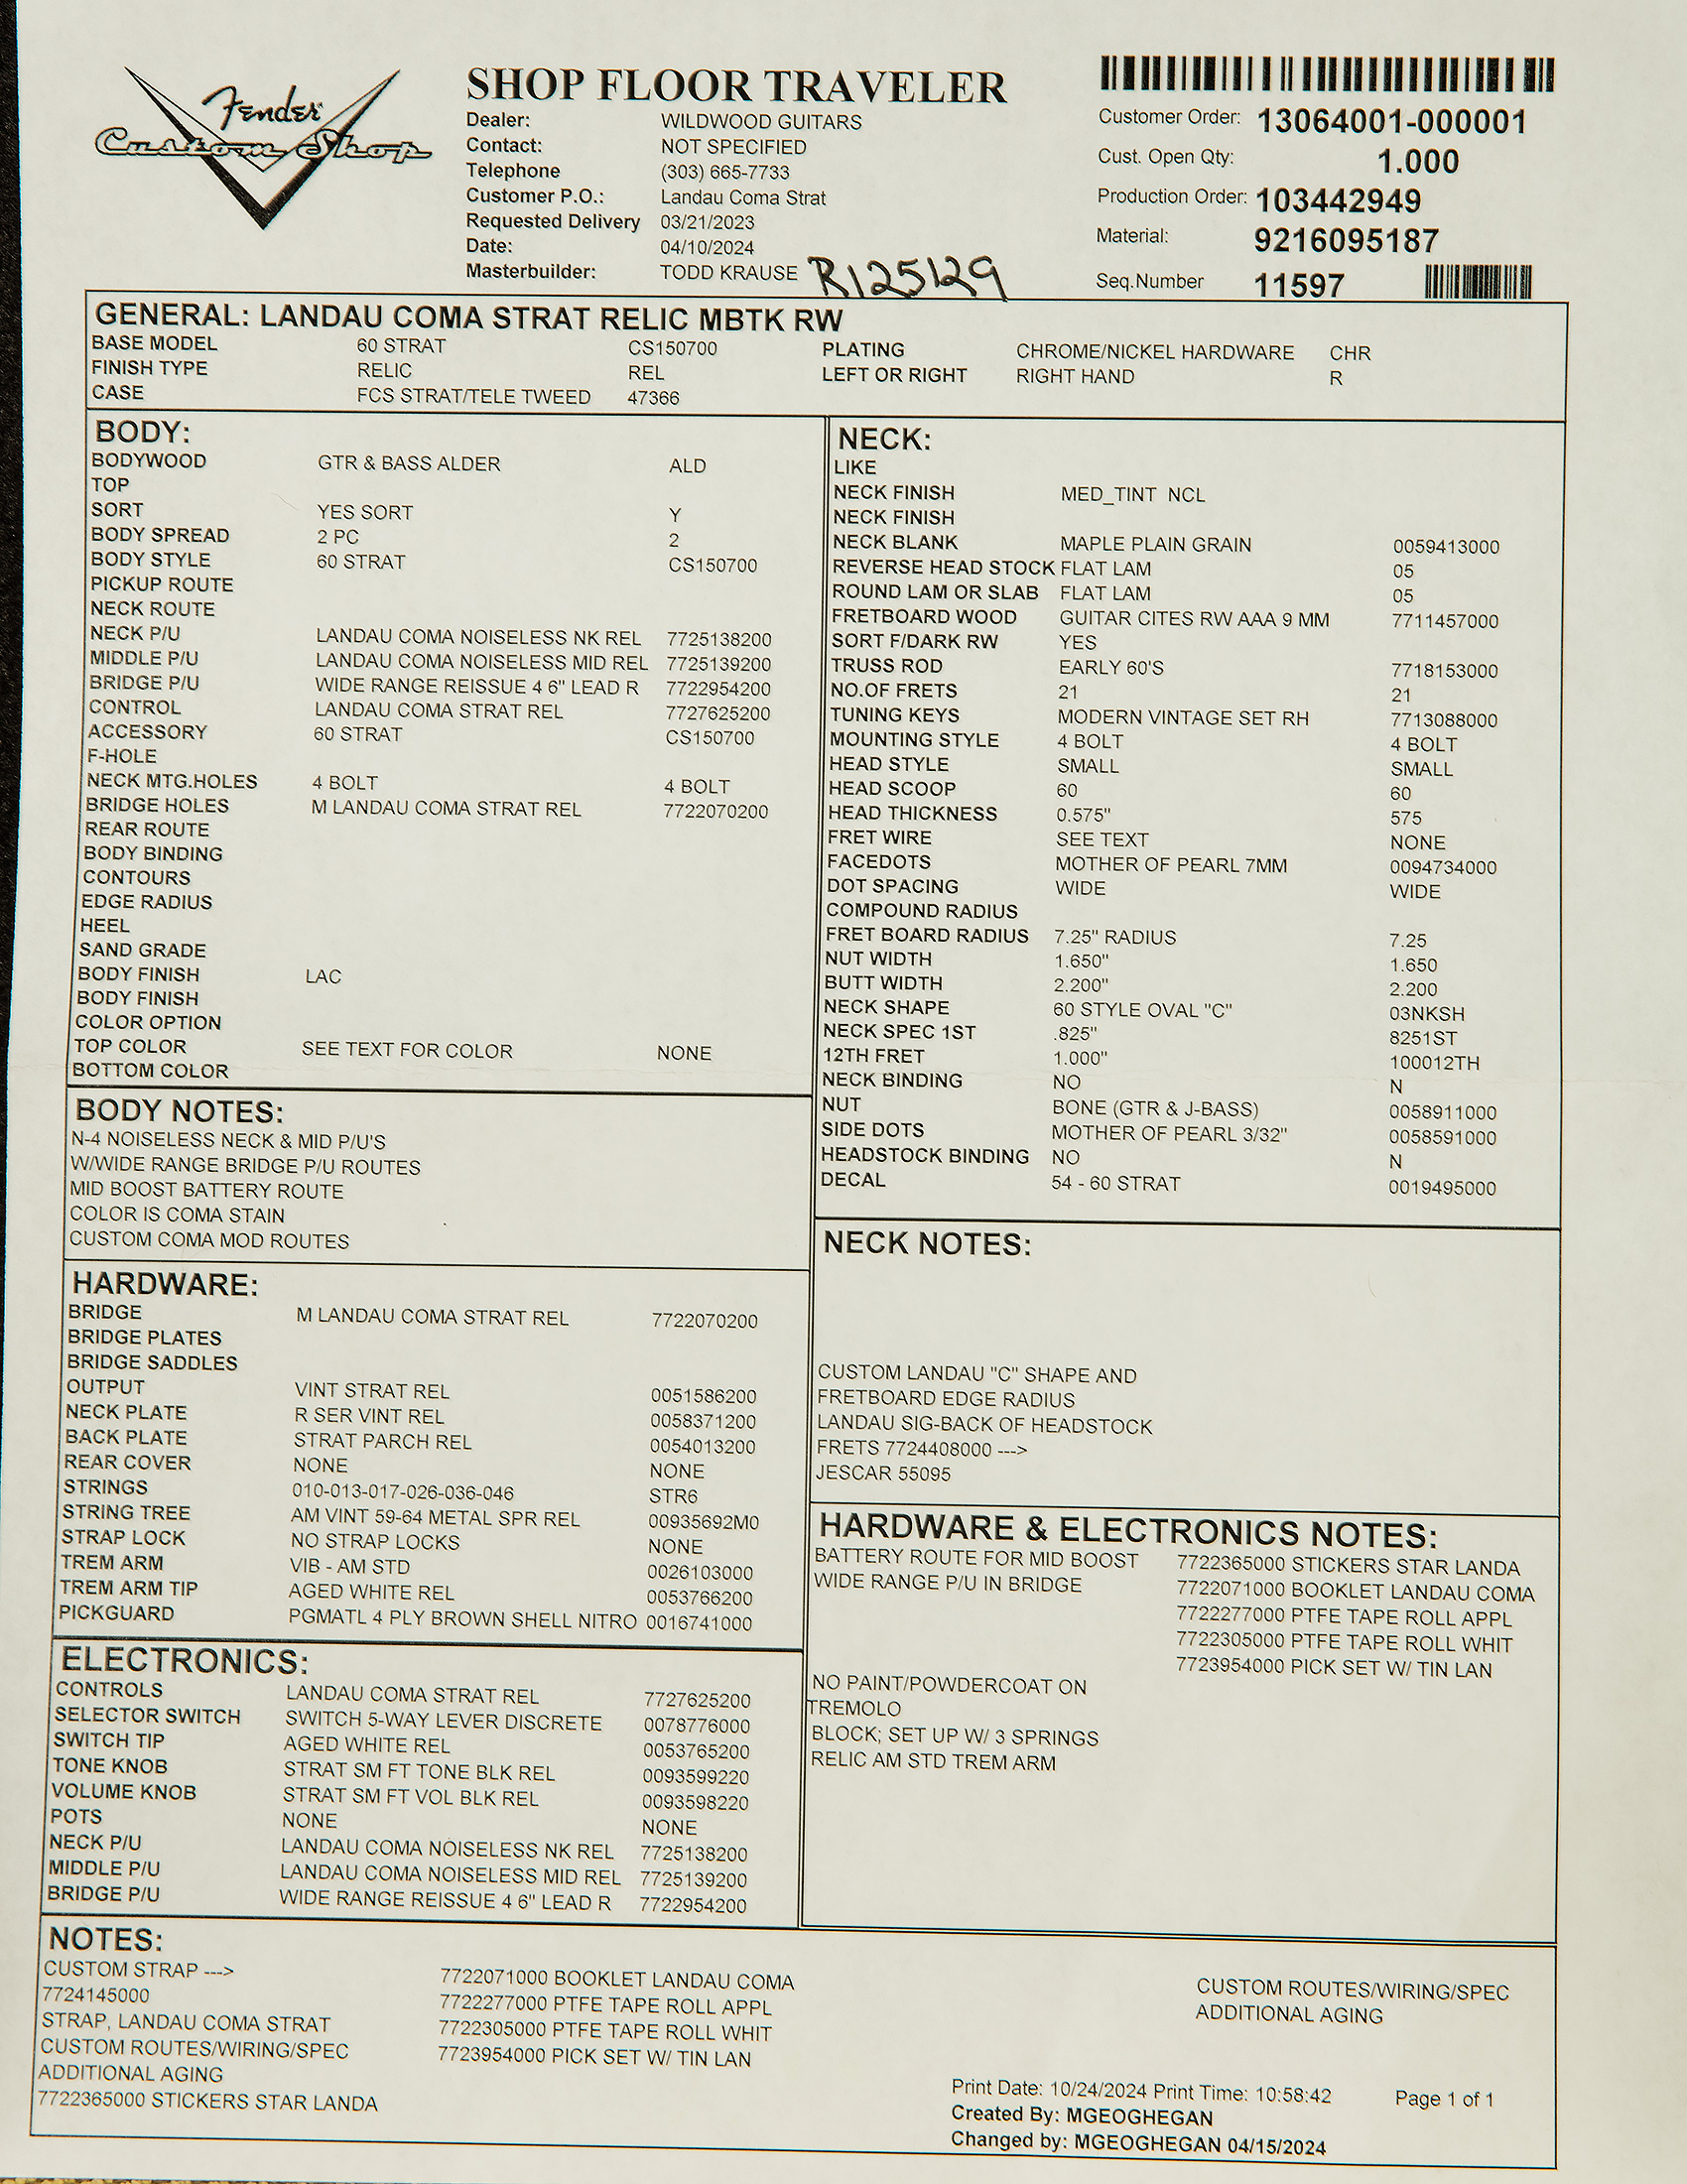 Fender
Custom Shop
SHOP FLOOR TRAVELER
Dealer: WILDWOOD GUITARS
Contact: NOT SPECIFIED
Telephone (303) 665-7733
Customer P.O.: Landau Coma Strat
Requested Delivery 03/21/2023
Date: 04/10/2024
Masterbuilder: TODD KRAUSE R125129
Customer Order: 13064001-000001
Cust. Open Qty: 1.000
Production Order: 103442949
Material: 9216095187
Seq.Number 11597
GENERAL: LANDAU COMA STRAT RELIC MBTK RW
BASE MODEL 60 STRAT CS150700
FINISH TYPE RELIC REL
CASE FCS STRAT/TELE TWEED 47366
PLATING CHROME/NICKEL HARDWARE CHR
LEFT OR RIGHT RIGHT HAND R
BODY:
BODYWOOD GTR & BASS ALDER ALD
TOP
SORT YES SORT Y
BODY SPREAD 2 PC 2
BODY STYLE 60 STRAT CS150700
PICKUP ROUTE
NECK ROUTE
NECK P/U LANDAU COMA NOISELESS NK REL 7725138200
MIDDLE P/U LANDAU COMA NOISELESS MID REL 7725139200
BRIDGE P/U WIDE RANGE REISSUE 4 6" LEAD R 7722954200
CONTROL LANDAU COMA STRAT REL 7727625200
ACCESSORY 60 STRAT CS150700
F-HOLE
NECK MTG.HOLES 4 BOLT 4 BOLT
BRIDGE HOLES M LANDAU COMA STRAT REL 7722070200
REAR ROUTE
BODY BINDING
CONTOURS
EDGE RADIUS
HEEL
SAND GRADE
BODY FINISH LAC
BODY FINISH
COLOR OPTION
TOP COLOR SEE TEXT FOR COLOR NONE
BOTTOM COLOR
BODY NOTES:
N-4 NOISELESS NECK & MID P/U'S
W/WIDE RANGE BRIDGE P/U ROUTES
MID BOOST BATTERY ROUTE
COLOR IS COMA STAIN
CUSTOM COMA MOD ROUTES
HARDWARE:
BRIDGE M LANDAU COMA STRAT REL 7722070200
BRIDGE PLATES
BRIDGE SADDLES
OUTPUT VINT STRAT REL 0051586200
NECK PLATE R SER VINT REL 0058371200
BACK PLATE STRAT PARCH REL 0054013200
REAR COVER NONE NONE
STRINGS 010-013-017-026-036-046 STR6
STRING TREE AM VINT 59-64 METAL SPR REL 00935692M0
STRAP LOCK NO STRAP LOCKS NONE
TREM ARM VIB - AM STD 0026103000
TREM ARM TIP AGED WHITE REL 0053766200
PICKGUARD PGMATL 4 PLY BROWN SHELL NITRO 0016741000
ELECTRONICS:
CONTROLS LANDAU COMA STRAT REL 7727625200
SELECTOR SWITCH SWITCH 5-WAY LEVER DISCRETE 0078776000
SWITCH TIP AGED WHITE REL 0053765200
TONE KNOB STRAT SM FT TONE BLK REL 0093599220
VOLUME KNOB STRAT SM FT VOL BLK REL 0093598220
POTS NONE NONE
NECK P/U LANDAU COMA NOISELESS NK REL 7725138200
MIDDLE P/U LANDAU COMA NOISELESS MID REL 7725139200
BRIDGE P/U WIDE RANGE REISSUE 4 6" LEAD R 7722954200
NECK:
LIKE
NECK FINISH MED_TINT NCL
NECK FINISH
NECK BLANK MAPLE PLAIN GRAIN 0059413000
REVERSE HEAD STOCK FLAT LAM 05
ROUND LAM OR SLAB FLAT LAM 05
FRETBOARD WOOD GUITAR CITES RW AAA 9 MM 7711457000
SORT F/DARK RW YES
TRUSS ROD EARLY 60'S 7718153000
NO.OF FRETS 21 21
TUNING KEYS MODERN VINTAGE SET RH 7713088000
MOUNTING STYLE 4 BOLT 4 BOLT
HEAD STYLE SMALL SMALL
HEAD SCOOP 60 60
HEAD THICKNESS 0.575" 575
FRET WIRE SEE TEXT NONE
FACEDOTS MOTHER OF PEARL 7MM 0094734000
DOT SPACING WIDE WIDE
COMPOUND RADIUS
FRET BOARD RADIUS 7.25" RADIUS 7.25
NUT WIDTH 1.650" 1.650
BUTT WIDTH 2.200" 2.200
NECK SHAPE 60 STYLE OVAL "C" 03NKSH
NECK SPEC 1ST .825" 8251ST
12TH FRET 1.000" 100012TH
NECK BINDING NO N
NUT BONE (GTR & J-BASS) 0058911000
SIDE DOTS MOTHER OF PEARL 3/32" 0058591000
HEADSTOCK BINDING NO N
DECAL 54 - 60 STRAT 0019495000
NECK NOTES:
CUSTOM LANDAU "C" SHAPE AND
FRETBOARD EDGE RADIUS
LANDAU SIG-BACK OF HEADSTOCK
FRETS 7724408000 --->
JESCAR 55095
HARDWARE & ELECTRONICS NOTES:
BATTERY ROUTE FOR MID BOOST
WIDE RANGE P/U IN BRIDGE
7722365000 STICKERS STAR LANDA
7722071000 BOOKLET LANDAU COMA
7722277000 PTFE TAPE ROLL APPL
7722305000 PTFE TAPE ROLL WHIT
7723954000 PICK SET W/ TIN LAN
NO PAINT/POWDERCOAT ON
TREMOLO
BLOCK; SET UP W/ 3 SPRINGS
RELIC AM STD TREM ARM
NOTES:
CUSTOM STRAP --->
7724145000
STRAP, LANDAU COMA STRAT
CUSTOM ROUTES/WIRING/SPEC
ADDITIONAL AGING
7722365000 STICKERS STAR LANDA
7722071000 BOOKLET LANDAU COMA
7722277000 PTFE TAPE ROLL APPL
7722305000 PTFE TAPE ROLL WHIT
7723954000 PICK SET W/ TIN LAN
CUSTOM ROUTES/WIRING/SPEC
ADDITIONAL AGING
Print Date: 10/24/2024 Print Time: 10:58:42 Page 1 of 1
Created By: MGEOGHEGAN
Changed by: MGEOGHEGAN 04/15/2024